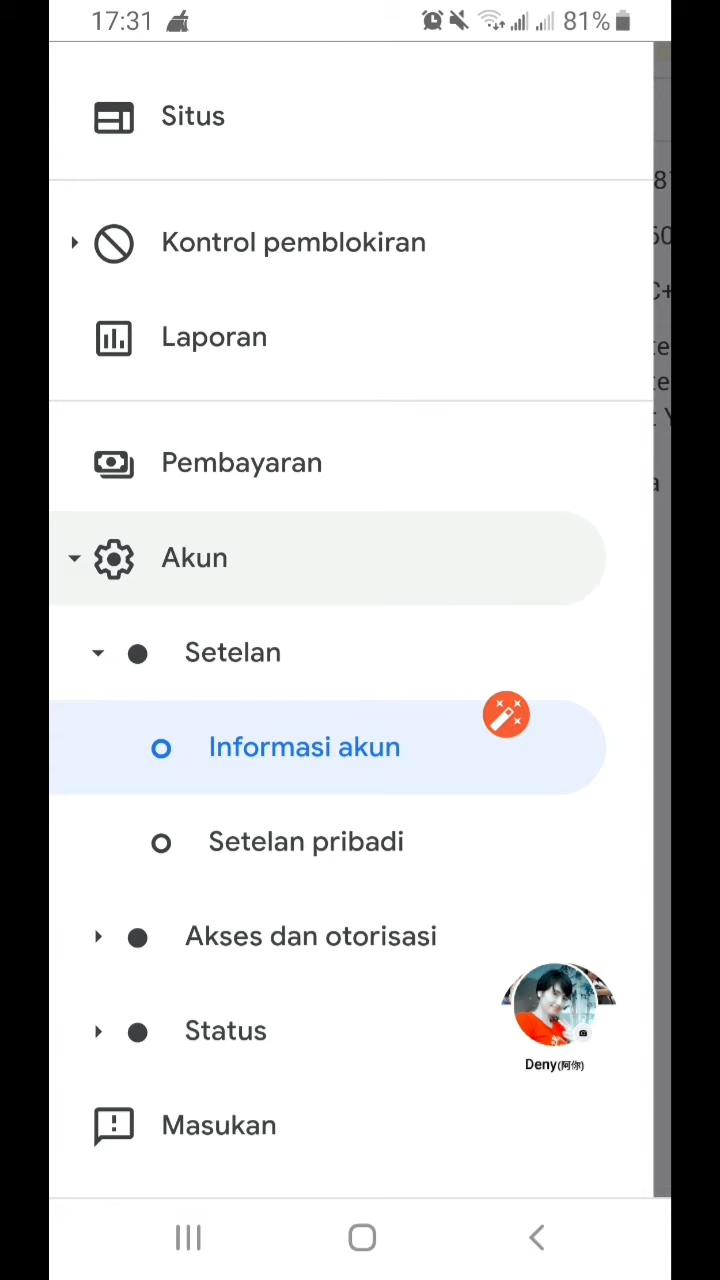 17:31 81%
Situs
Kontrol pemblokiran
Laporan
Pembayaran
Akun
Setelan
Informasi akun
Setelan pribadi
Akses dan otorisasi
Status
Deny(阿你)
Masukan